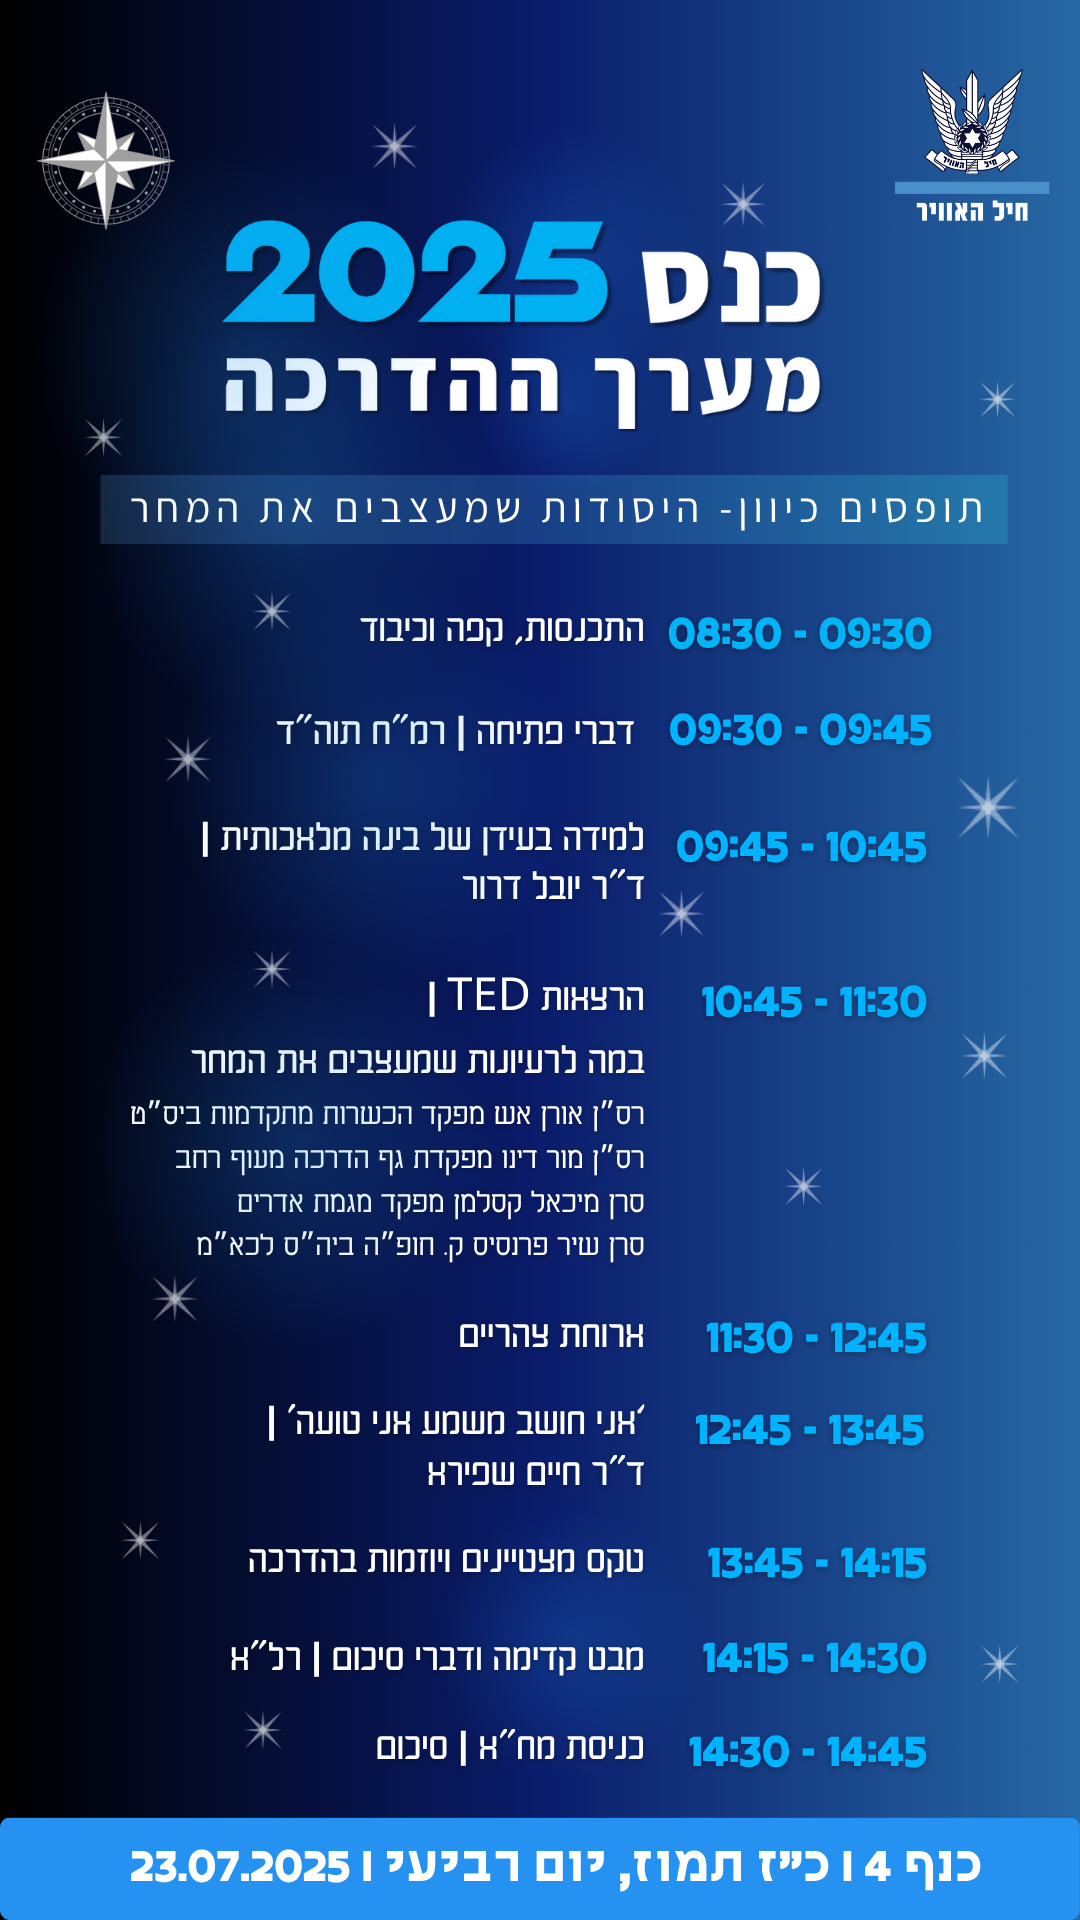 חיל האוויר
חיל האוויר
כנס 2025
מערך ההדרכה
תופסים כיוון- היסודות שמעצבים את המחר
08:30 - 09:30 התכנסות, קפה וכיבוד
09:30 - 09:45 דברי פתיחה | רמ"ח תוה"ד
09:45 - 10:45 למידה בעידן של בינה מלאכותית |
ד"ר יובל דרור
10:45 - 11:30 הרצאות TED |
במה לרעיונות שמעצבים את המחר
רס"ן אורן אש מפקד הכשרות מתקדמות ביס"ט
רס"ן מור דינו מפקדת גף הדרכה מעוף רחב
סרן מיכאל קסלמן מפקד מגמת אדרים
סרן שיר פרנסיס ק. חופ"ה ביה"ס לכא"מ
11:30 - 12:45 ארוחת צהריים
12:45 - 13:45 'אני חושב משמע אני טועה' |
ד"ר חיים שפירא
13:45 - 14:15 טקס מצטיינים ויוזמות בהדרכה
14:15 - 14:30 מבט קדימה ודברי סיכום | רל"א
14:30 - 14:45 כניסת מח"א | סיכום
כנף 4 | כ"ז תמוז, יום רביעי | 23.07.2025